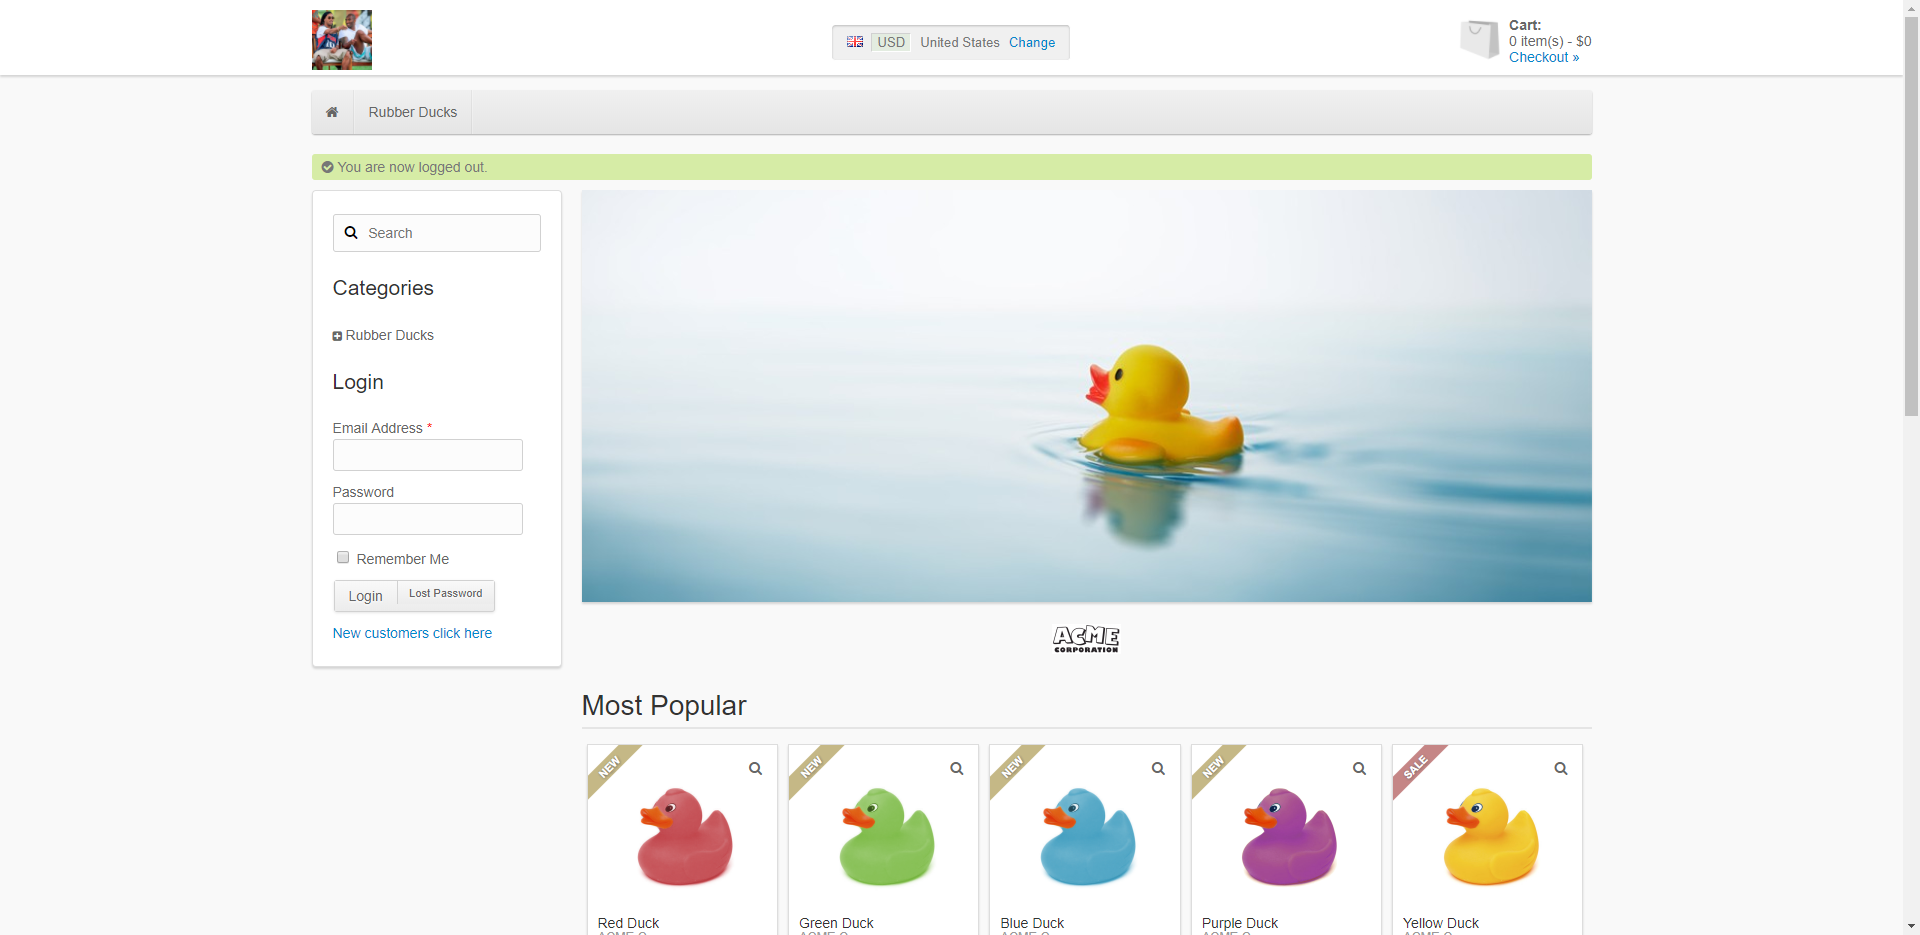 USD United States Change
Cart:
0 item(s) - $0
Checkout »
Rubber Ducks
You are now logged out.
Search
Categories
Rubber Ducks
Login
Email Address *
Password
Remember Me
Login Lost Password
New customers click here
ACME
CORPORATION
Most Popular
NEW NEW NEW NEW SALE
Red Duck Green Duck Blue Duck Purple Duck Yellow Duck